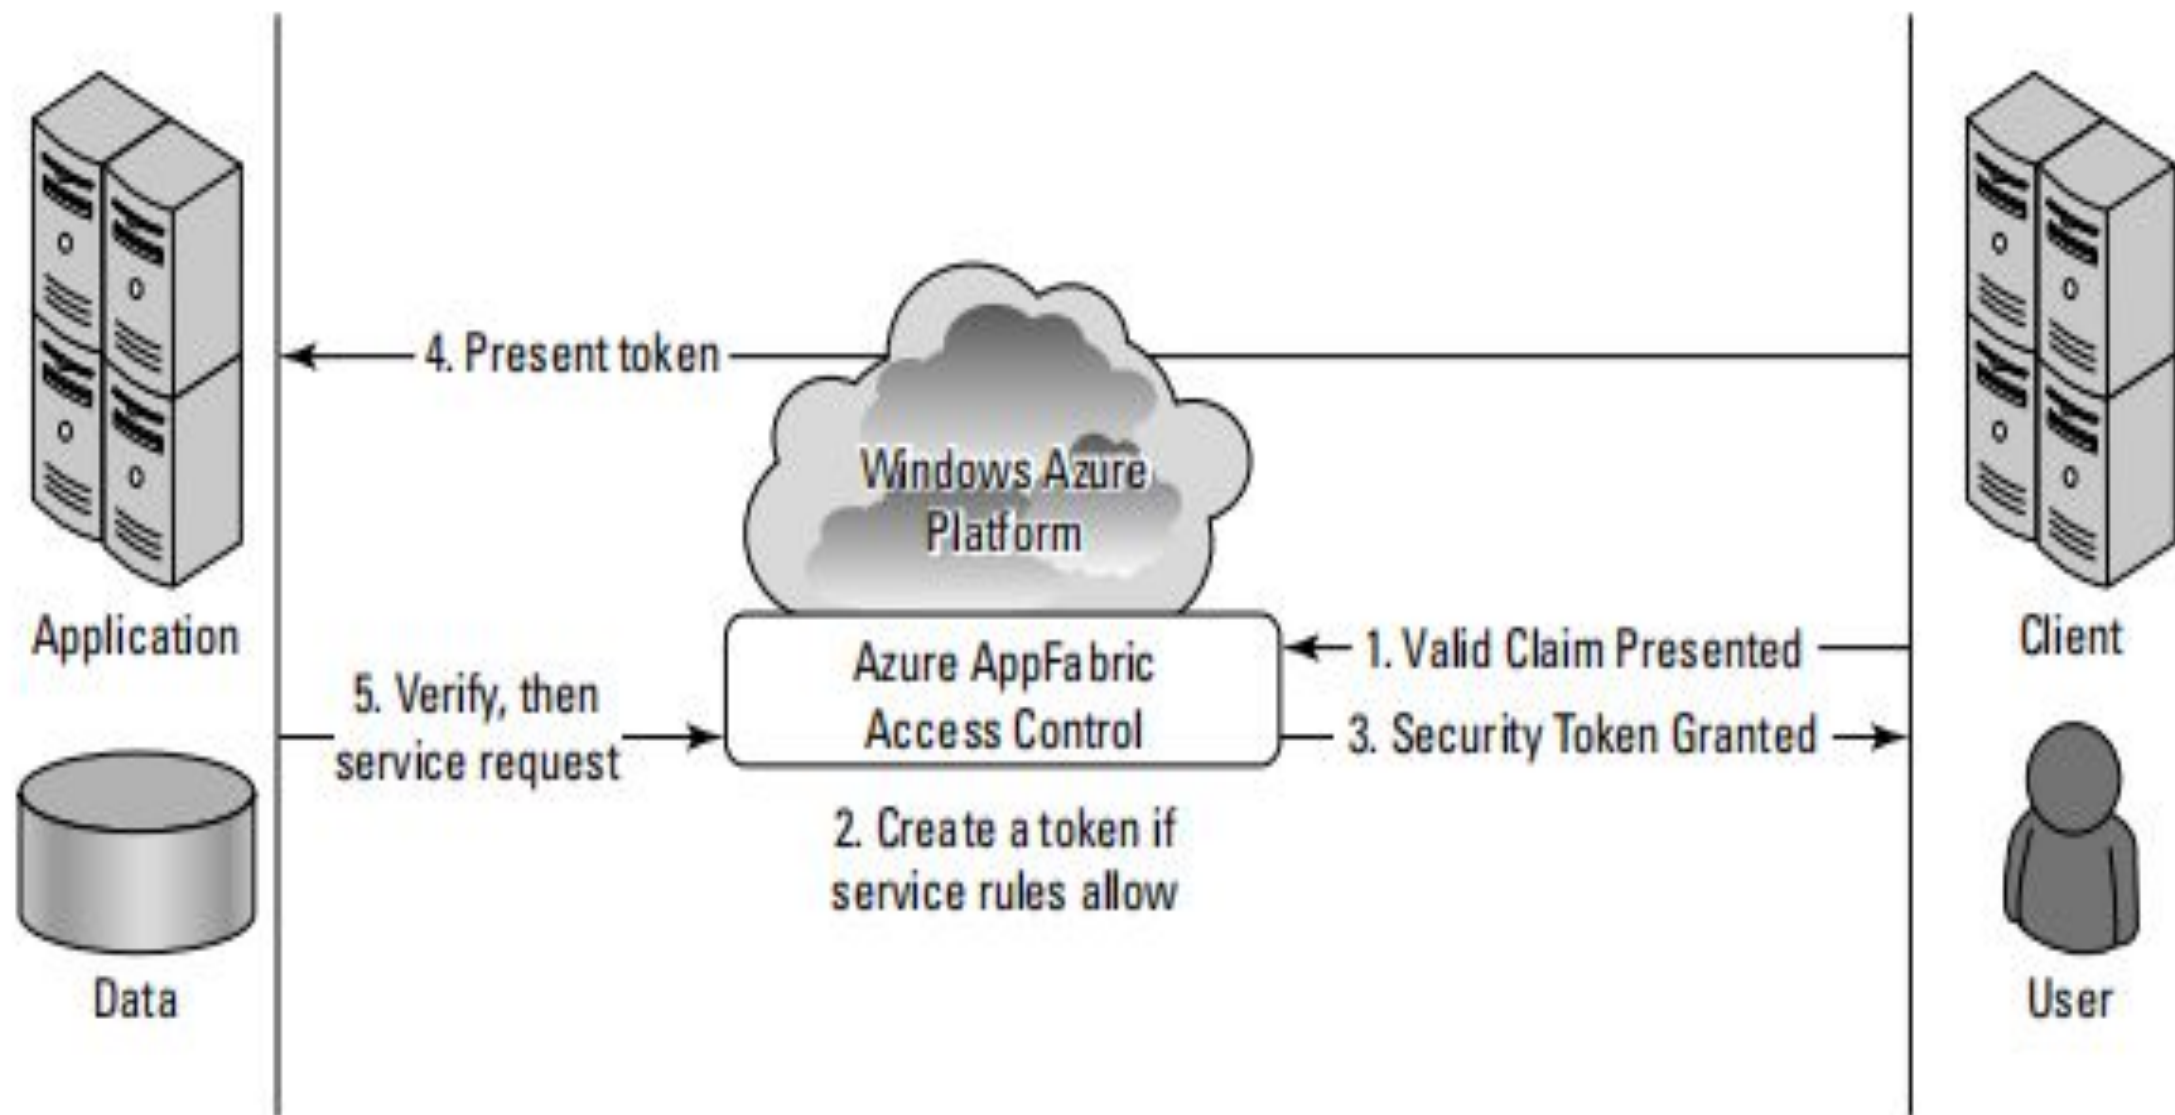 4. Present token
Windows Azure
Platform
Application
Client
Azure AppFabric
Access Control
1. Valid Claim Presented
5. Verify, then
service request
3. Security Token Granted
2. Create a token if
service rules allow
Data
User